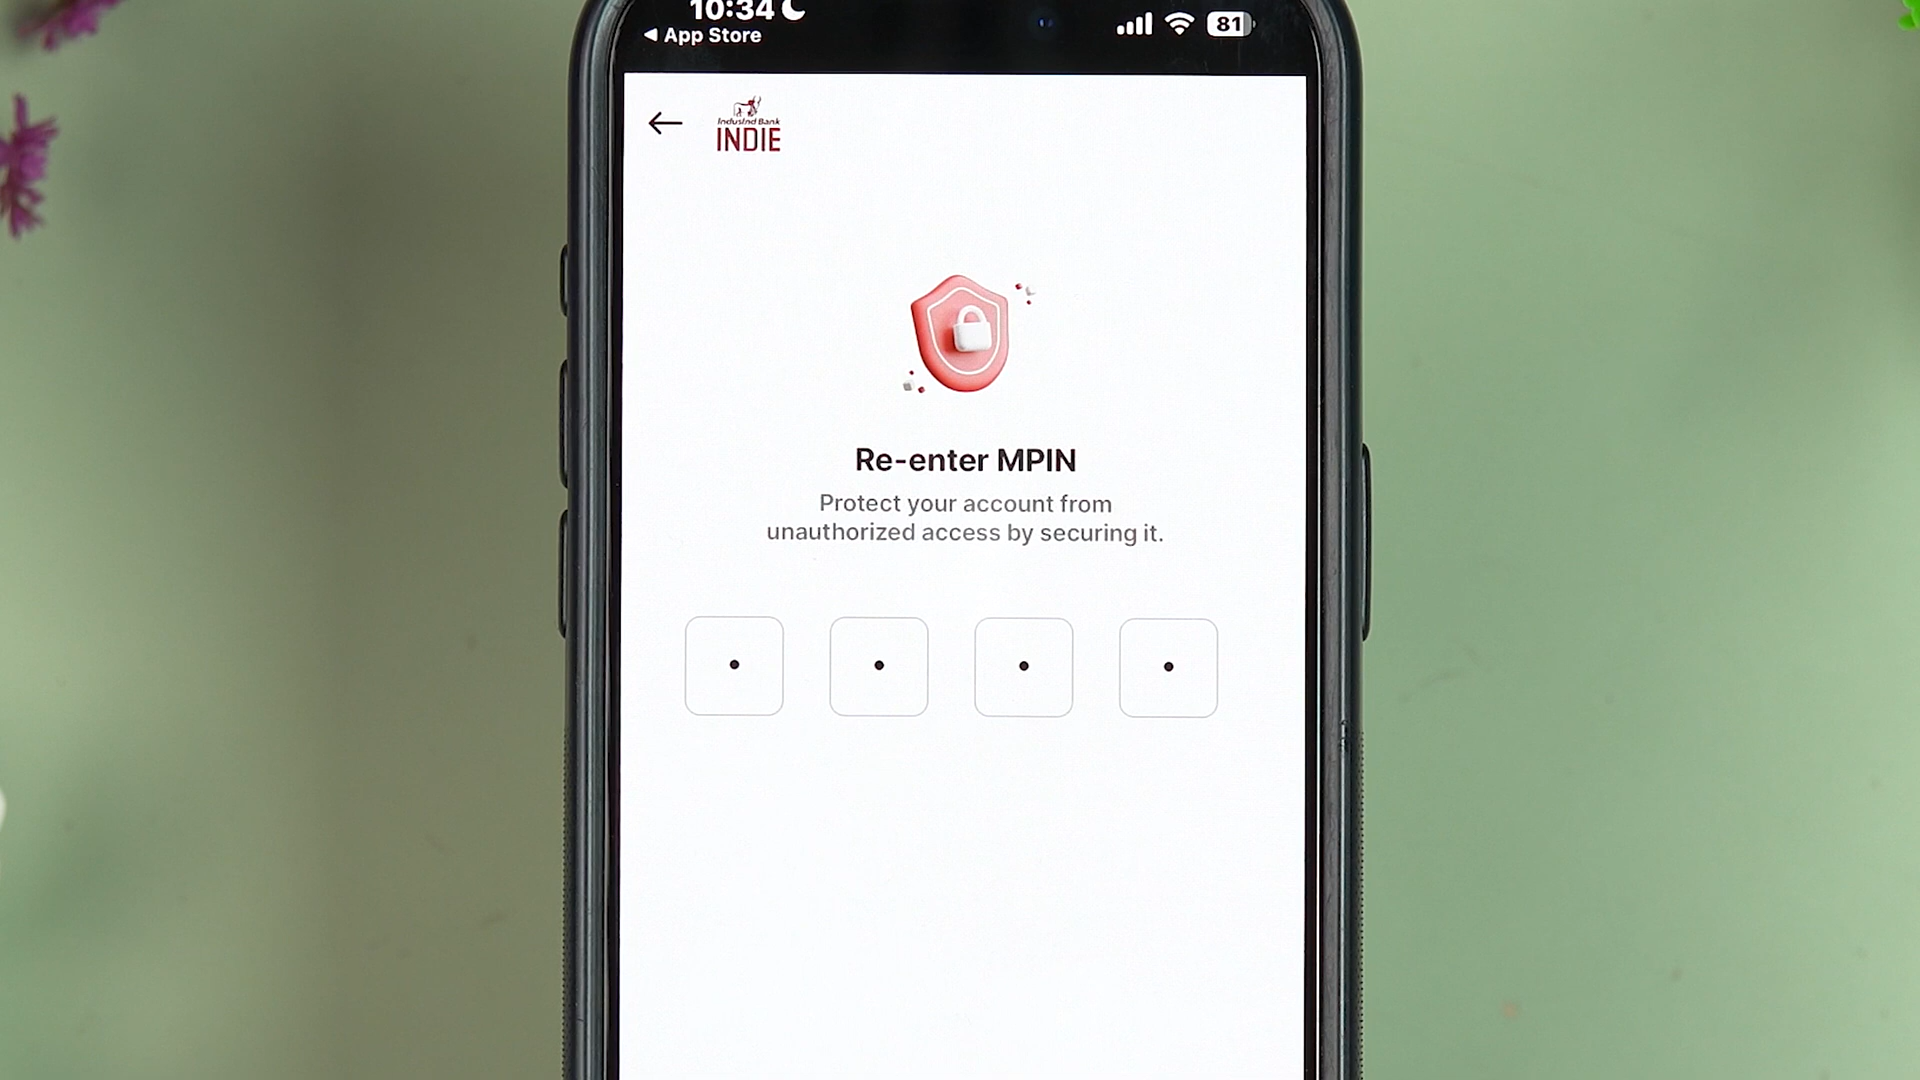 10:34
App Store
81
IndusInd Bank
INDIE
Re-enter MPIN
Protect your account from
unauthorized access by securing it.